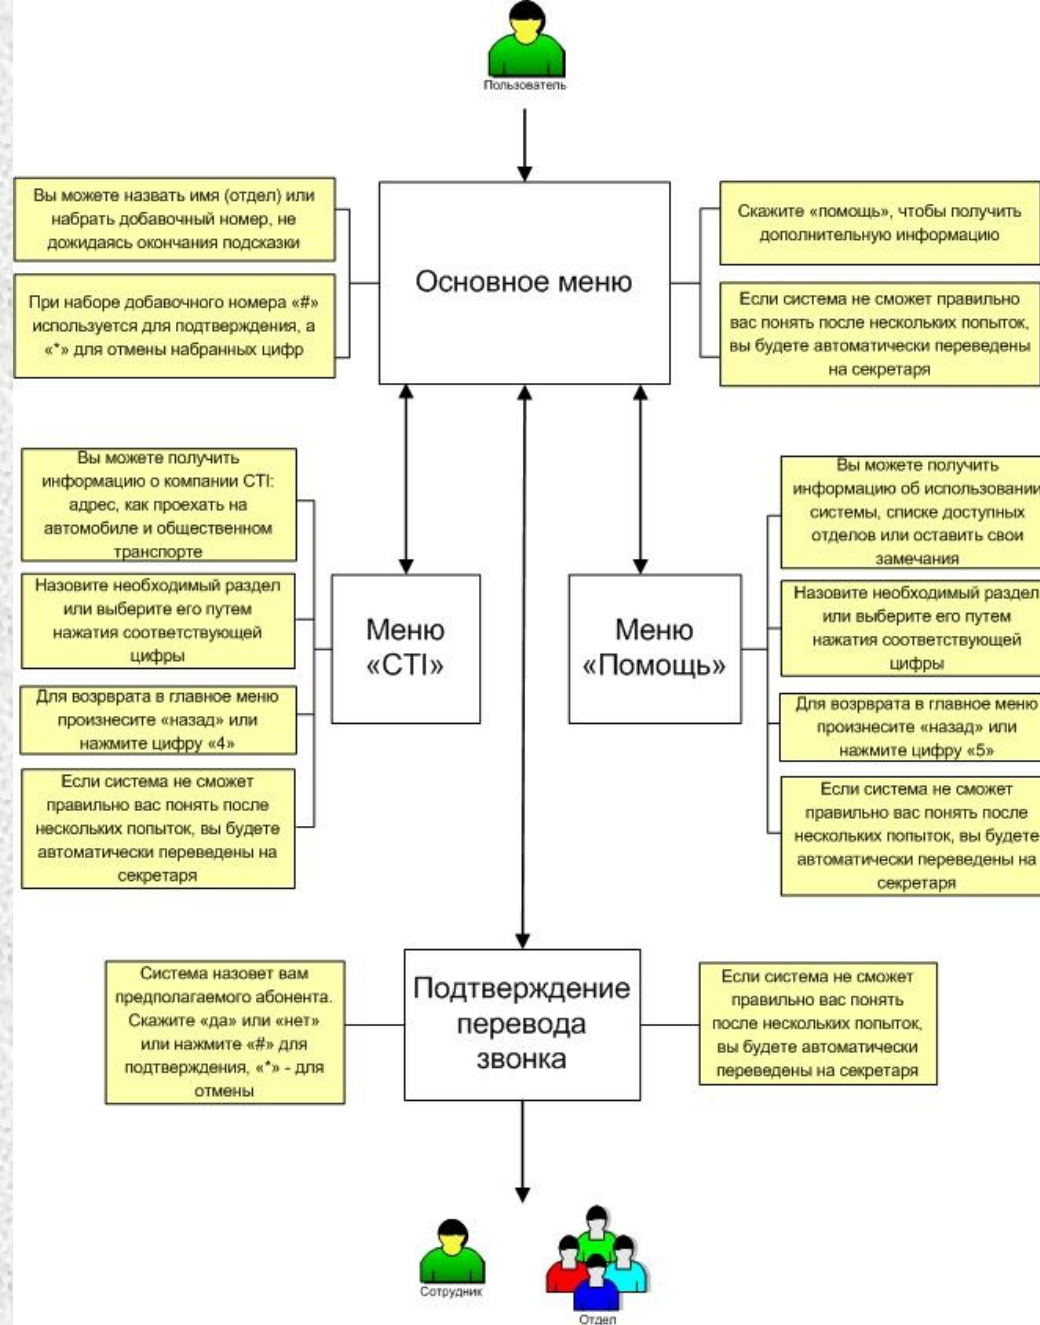 Пользователь
Вы можете назвать имя (отдел) или
набрать добавочный номер, не
дожидаясь окончания подсказки
При наборе добавочного номера «#»
используется для подтверждения, а
«*» для отмены набранных цифр
Основное меню
Скажите «помощь», чтобы получить
дополнительную информацию
Если система не сможет правильно
вас понять после нескольких попыток,
вы будете автоматически переведены
на секретаря
Вы можете получить
информацию о компании CTI:
адрес, как проехать на
автомобиле и общественном
транспорте
Назовите необходимый раздел
или выберите его путем
нажатия соответствующей
цифры
Для возрврата в главное меню
произнесите «назад» или
нажмите цифру «4»
Если система не сможет
правильно вас понять после
нескольких попыток, вы будете
автоматически переведены на
секретаря
Меню
«CTI»
Меню
«Помощь»
Вы можете получить
информацию об использовании
системы, списке доступных
отделов или оставить свои
замечания
Назовите необходимый раздел
или выберите его путем
нажатия соответствующей
цифры
Для возрврата в главное меню
произнесите «назад» или
нажмите цифру «5»
Если система не сможет
правильно вас понять после
нескольких попыток, вы будете
автоматически переведены на
секретаря
Система назовет вам
предполагаемого абонента.
Скажите «да» или «нет»
или нажмите «#» для
подтверждения, «*» - для
отмены
Подтверждение
перевода
звонка
Если система не сможет
правильно вас понять
после нескольких попыток,
вы будете автоматически
переведены на секретаря
Сотрудник
Отдел